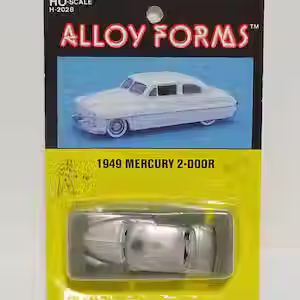 HO-SCALE
H-2028
ALLOY FORMS™
1949 MERCURY 2-DOOR